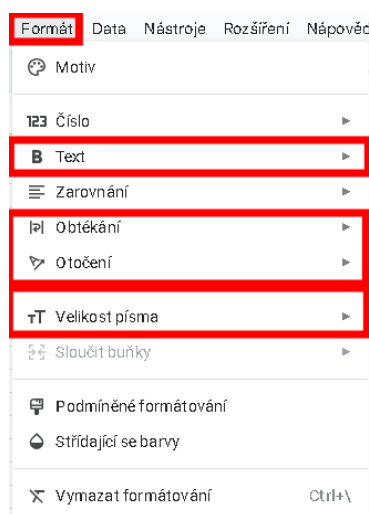 Formát Data Nástroje Rozšíření Nápověd
Motiv
123 Číslo
B Text
Zarovnání
Obtékání
Otočení
тT Velikost písma
Sloučit buňky
Podmíněné formátování
Střídající se barvy
Vymazat formátování Ctrl+\